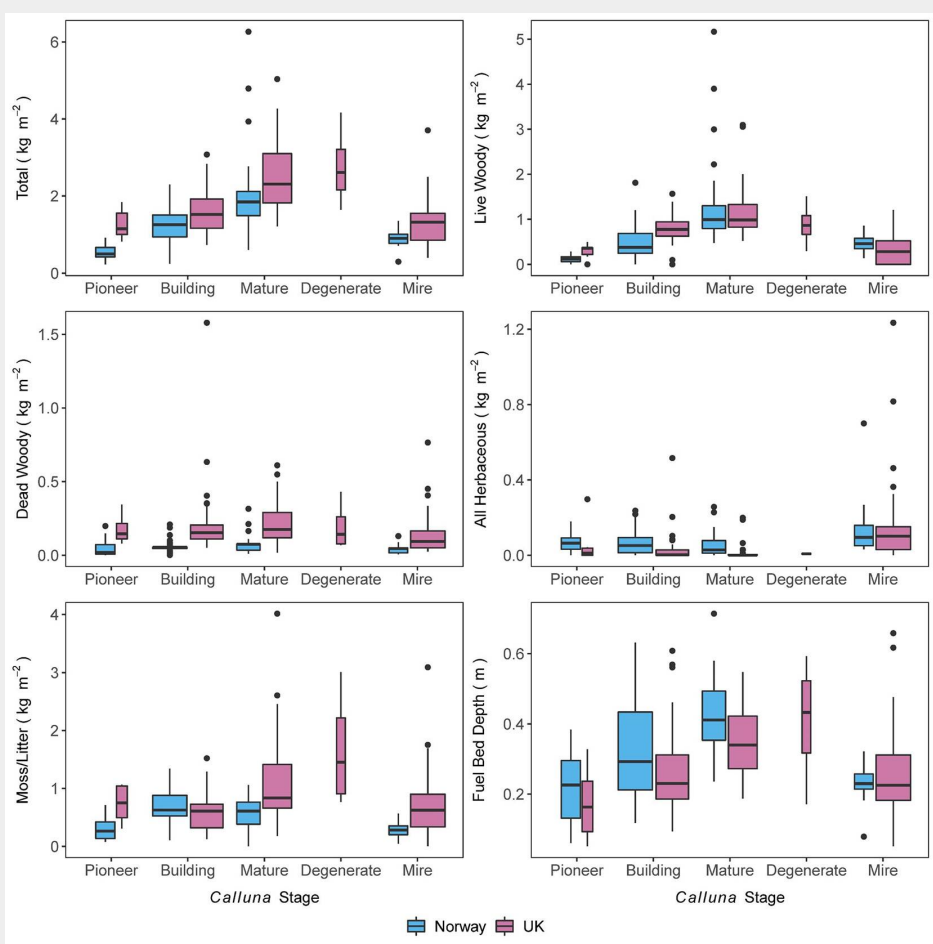 Total ( kg m⁻² )
6
4
2
0
Pioneer Building Mature Degenerate Mire
Live Woody ( kg m⁻² )
5
4
3
2
1
0
Pioneer Building Mature Degenerate Mire
Dead Woody ( kg m⁻² )
1.5
1.0
0.5
0.0
Pioneer Building Mature Degenerate Mire
All Herbaceous ( kg m⁻² )
1.2
0.8
0.4
0.0
Pioneer Building Mature Degenerate Mire
Moss/Litter ( kg m⁻² )
4
3
2
1
0
Pioneer Building Mature Degenerate Mire
Calluna Stage
Fuel Bed Depth ( m )
0.6
0.4
0.2
Pioneer Building Mature Degenerate Mire
Calluna Stage
Norway UK